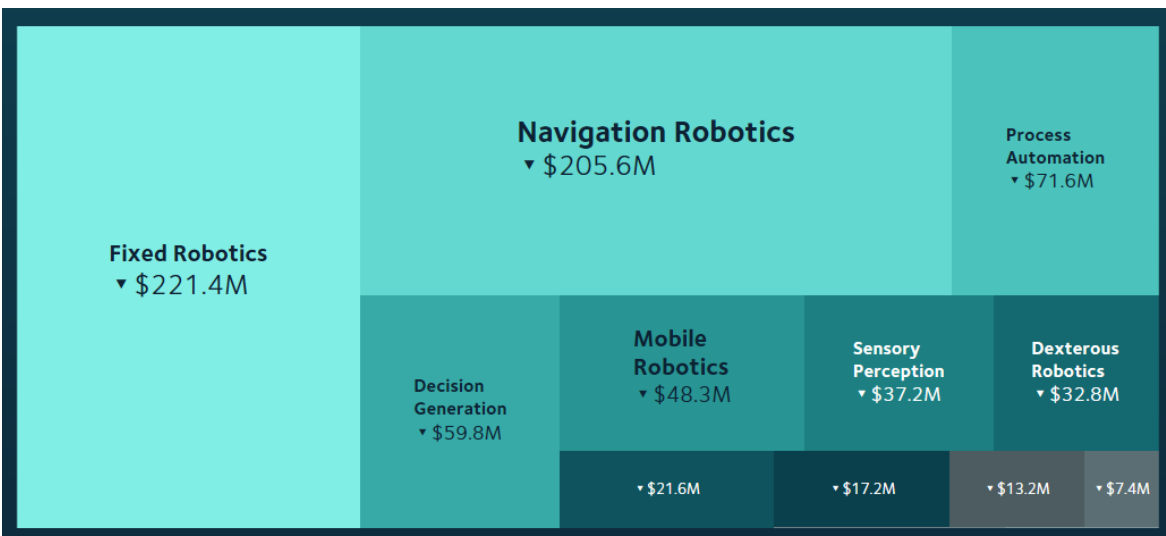 Fixed Robotics
▼ $221.4M
Navigation Robotics
▼ $205.6M
Process
Automation
▼ $71.6M
Decision
Generation
▼ $59.8M
Mobile
Robotics
▼ $48.3M
Sensory
Perception
▼ $37.2M
Dexterous
Robotics
▼ $32.8M
▼ $21.6M
▼ $17.2M
▼ $13.2M
▼ $7.4M